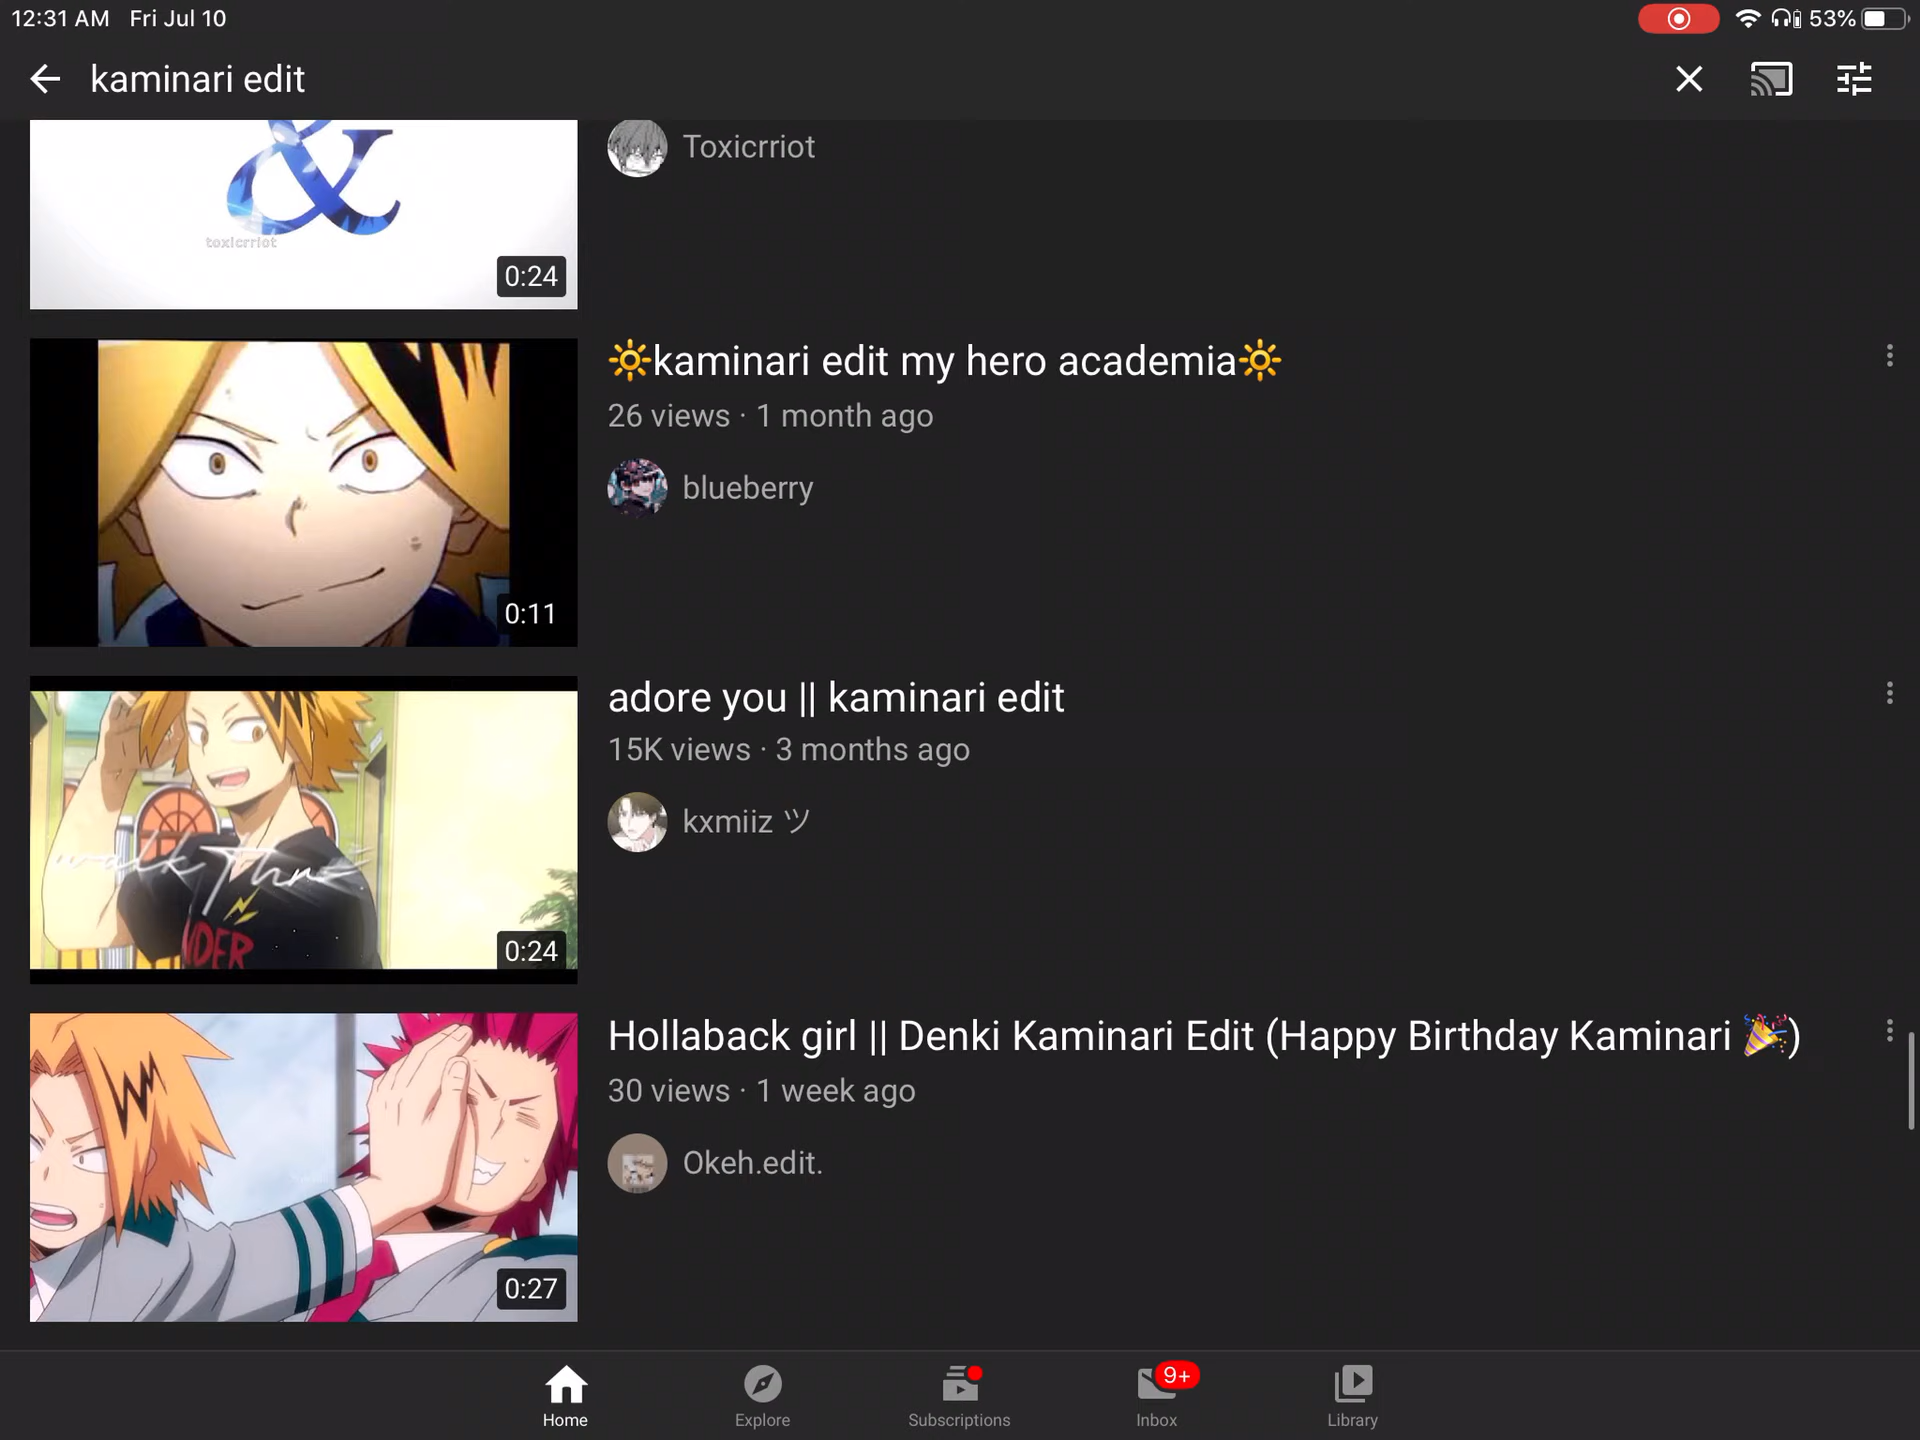 12:31 AM Fri Jul 10
53%
kaminari edit
&
toxicrriot
0:24
Toxicrriot
🔆kaminari edit my hero academia🔆
26 views · 1 month ago
blueberry
0:11
adore you || kaminari edit
15K views · 3 months ago
kxmiiz ツ
walk Thru
NDER
0:24
Hollaback girl || Denki Kaminari Edit (Happy Birthday Kaminari 🎉)
30 views · 1 week ago
Okeh.edit.
0:27
9+
Home
Explore
Subscriptions
Inbox
Library